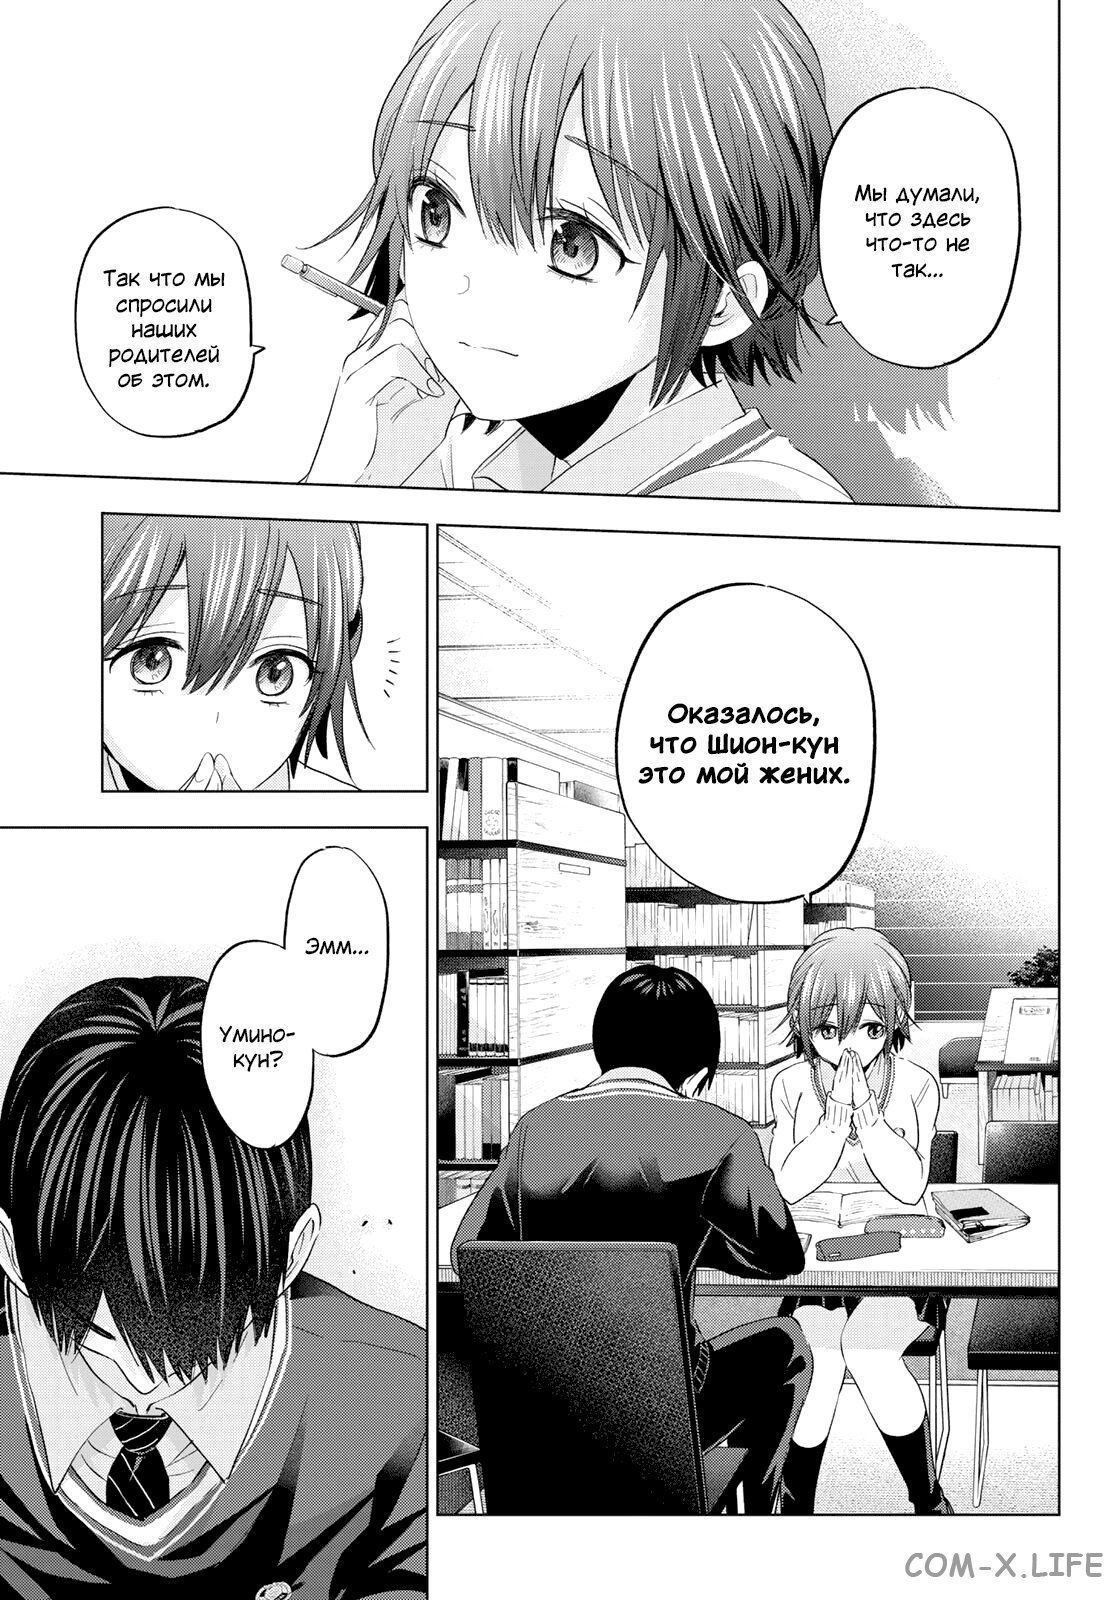 Мы думали,
что здесь
что-то не
так...
Так что мы
спросили
наших
родителей
об этом.
Оказалось,
что Шион-кун
это мой жених.
Эмм...
Умино-
кун?
COM-X.LIFE